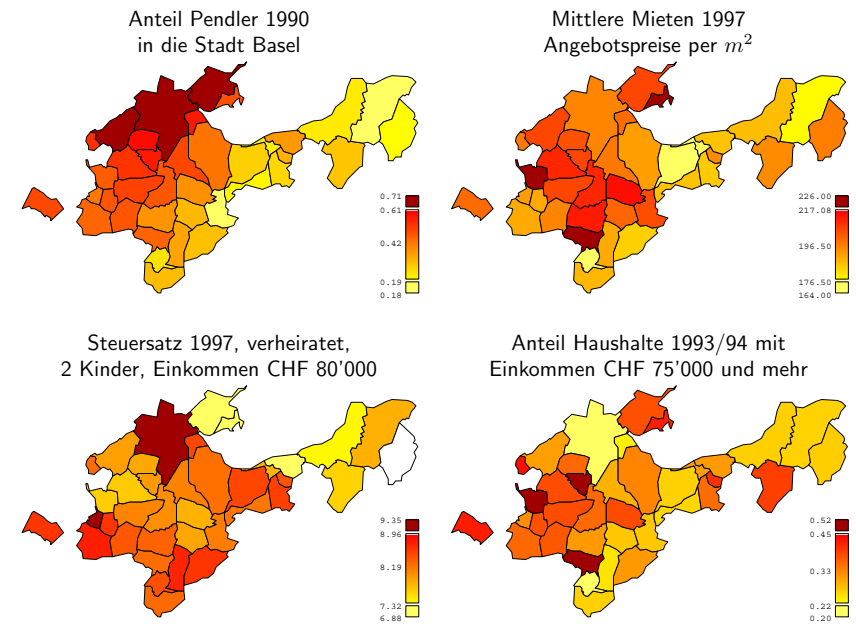 Anteil Pendler 1990
in die Stadt Basel
0.71
0.61
0.42
0.19
0.18
Mittlere Mieten 1997
Angebotspreise per m²
226.00
217.08
196.50
176.50
164.00
Steuersatz 1997, verheiratet,
2 Kinder, Einkommen CHF 80'000
9.35
8.96
8.19
7.32
6.88
Anteil Haushalte 1993/94 mit
Einkommen CHF 75'000 und mehr
0.52
0.45
0.33
0.22
0.20